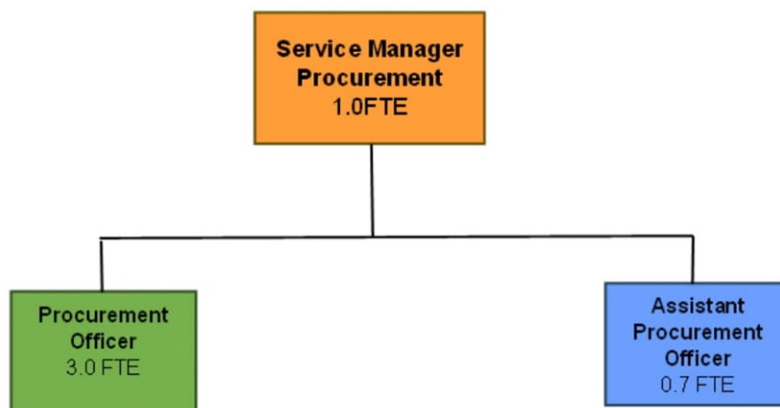 Service Manager
Procurement
1.0FTE
Procurement
Officer
3.0 FTE
Assistant
Procurement
Officer
0.7 FTE